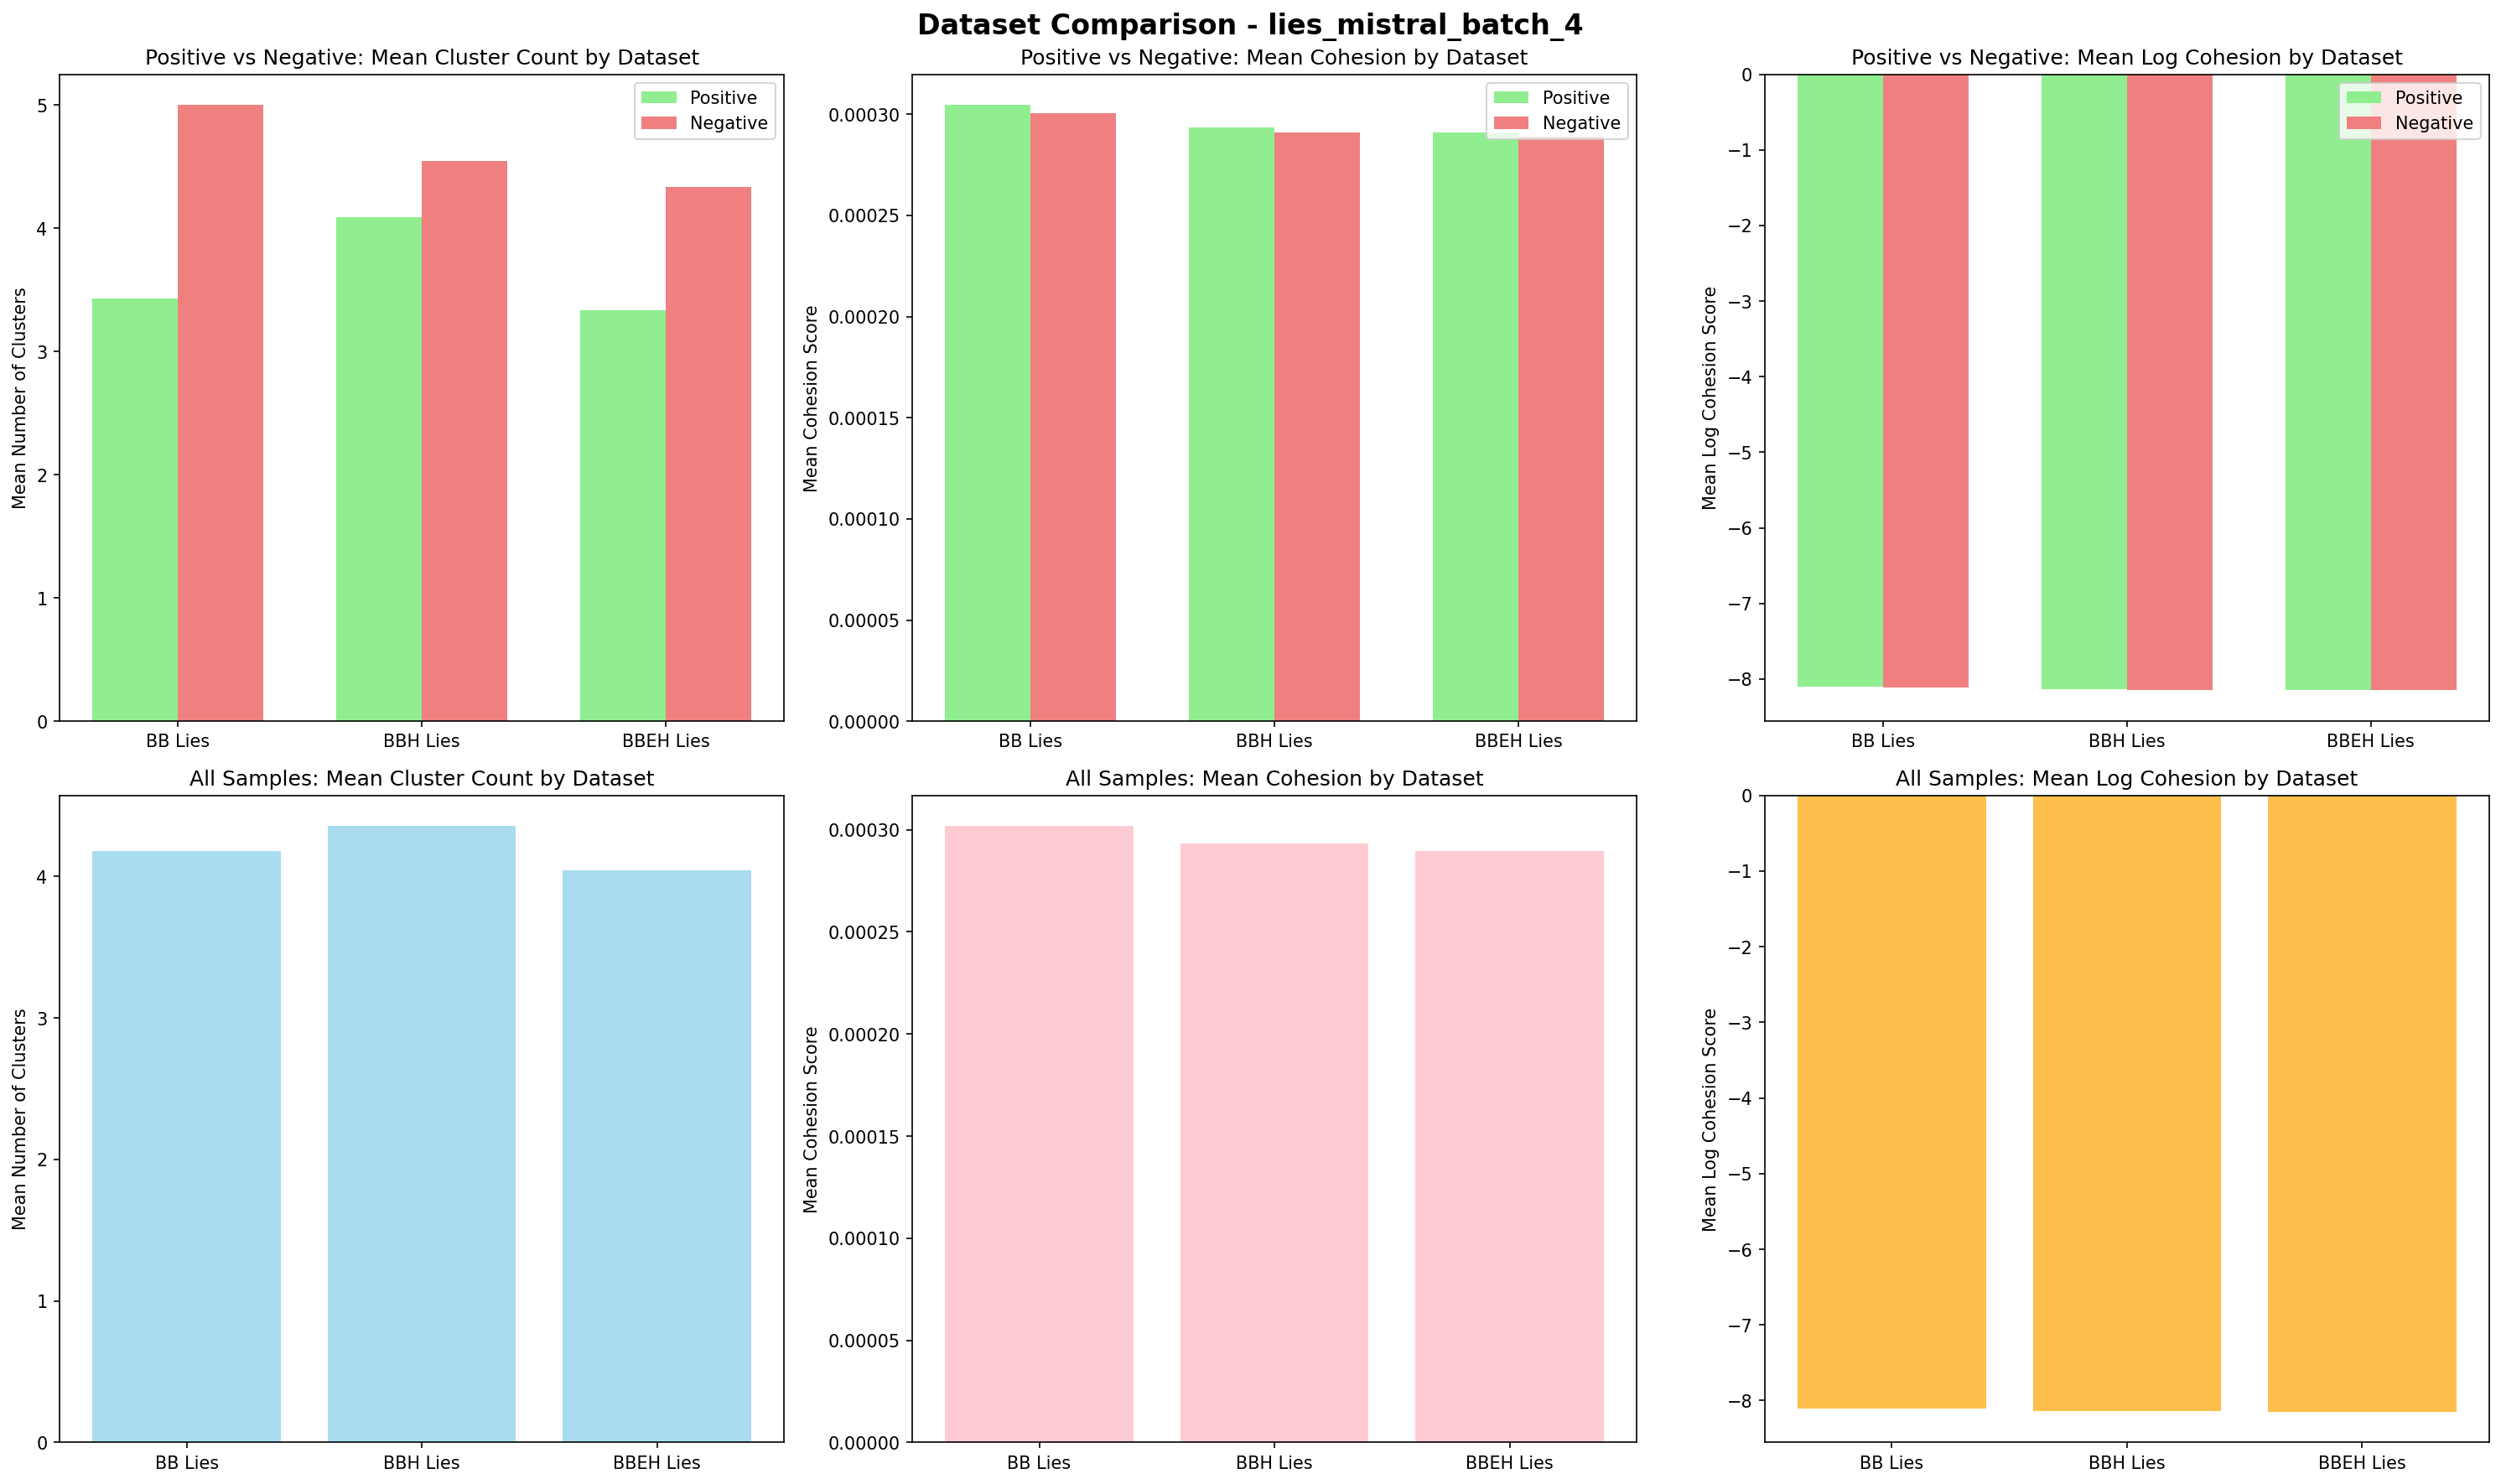 Dataset Comparison - lies_mistral_batch_4
Positive vs Negative: Mean Cluster Count by Dataset
Mean Number of Clusters
5
4
3
2
1
0
Positive
Negative
BB Lies
BBH Lies
BBEH Lies
Positive vs Negative: Mean Cohesion by Dataset
Mean Cohesion Score
0.00030
0.00025
0.00020
0.00015
0.00010
0.00005
0.00000
Positive
Negative
BB Lies
BBH Lies
BBEH Lies
Positive vs Negative: Mean Log Cohesion by Dataset
Mean Log Cohesion Score
0
−1
−2
−3
−4
−5
−6
−7
−8
Positive
Negative
BB Lies
BBH Lies
BBEH Lies
All Samples: Mean Cluster Count by Dataset
Mean Number of Clusters
4
3
2
1
0
BB Lies
BBH Lies
BBEH Lies
All Samples: Mean Cohesion by Dataset
Mean Cohesion Score
0.00030
0.00025
0.00020
0.00015
0.00010
0.00005
0.00000
BB Lies
BBH Lies
BBEH Lies
All Samples: Mean Log Cohesion by Dataset
Mean Log Cohesion Score
0
−1
−2
−3
−4
−5
−6
−7
−8
BB Lies
BBH Lies
BBEH Lies